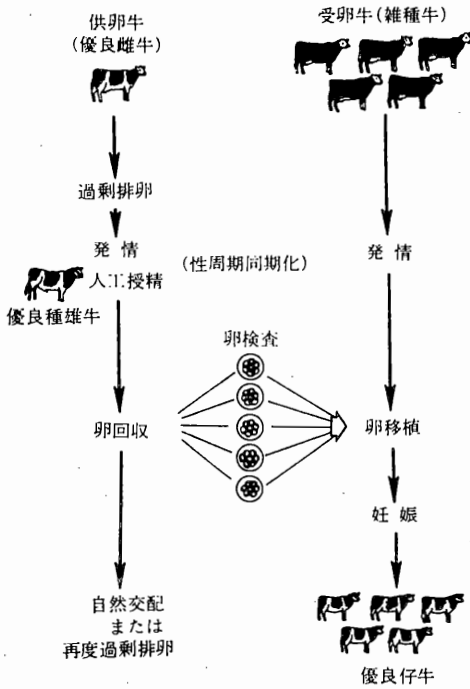 供卵牛
(優良雌牛)
過剰排卵
発情
人工授精
優良種雄牛
卵回収
自然交配
または
再度過剰排卵
(性周期同期化)
卵検査
受卵牛(雑種牛)
発情
卵移植
妊娠
優良仔牛